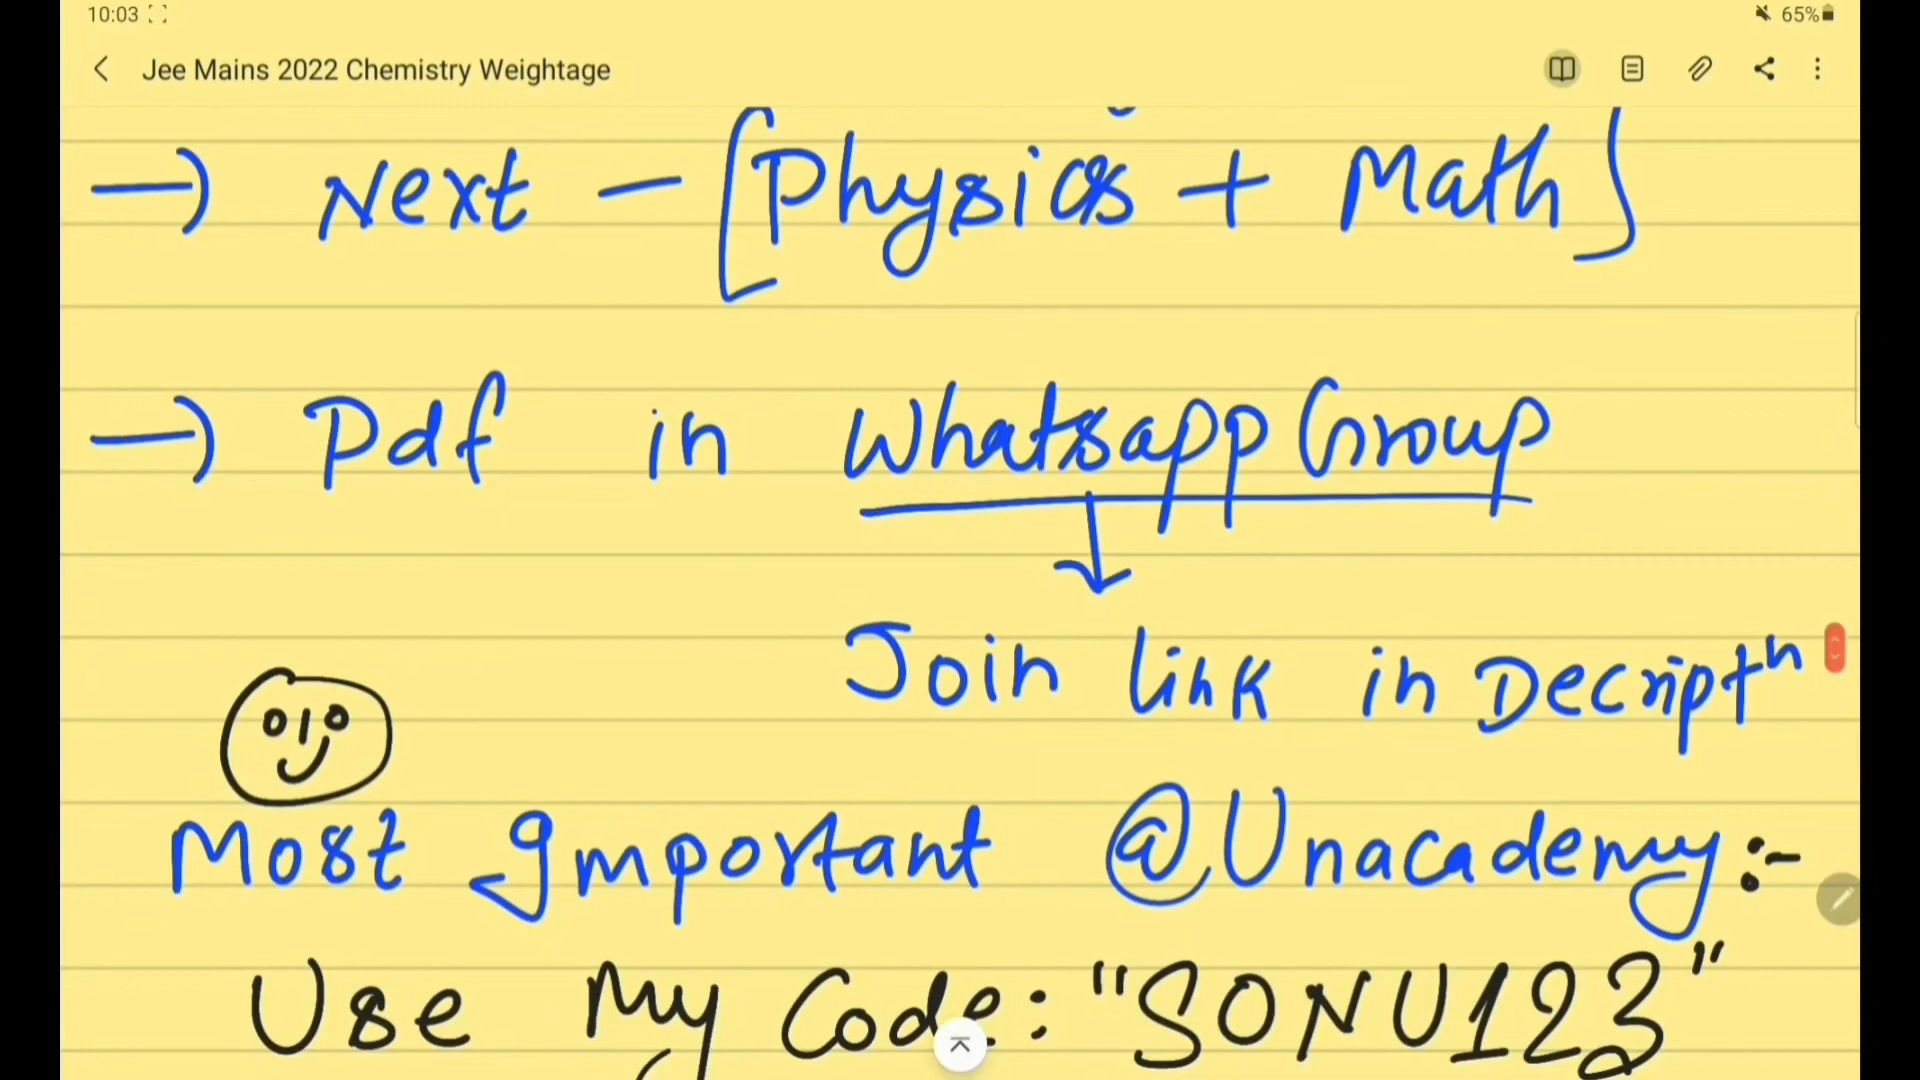 10:03
65%
Jee Mains 2022 Chemistry Weightage
→ Next - [Physics + Math]
→ Pdf in Whatsapp Group
Join link in Decriptn
Most Important @Unacademy :-
Use My Code: "SONU123"